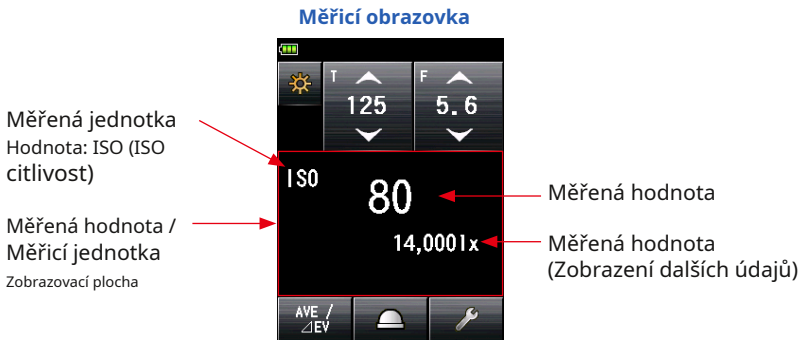 Měřicí obrazovka
T
F
125
5.6
Měřená jednotka
Hodnota: ISO (ISO
citlivost)
ISO
80
Měřená hodnota
Měřená hodnota /
Měřicí jednotka
Zobrazovací plocha
14,000lx
Měřená hodnota
(Zobrazení dalších údajů)
AVE /
⊿EV